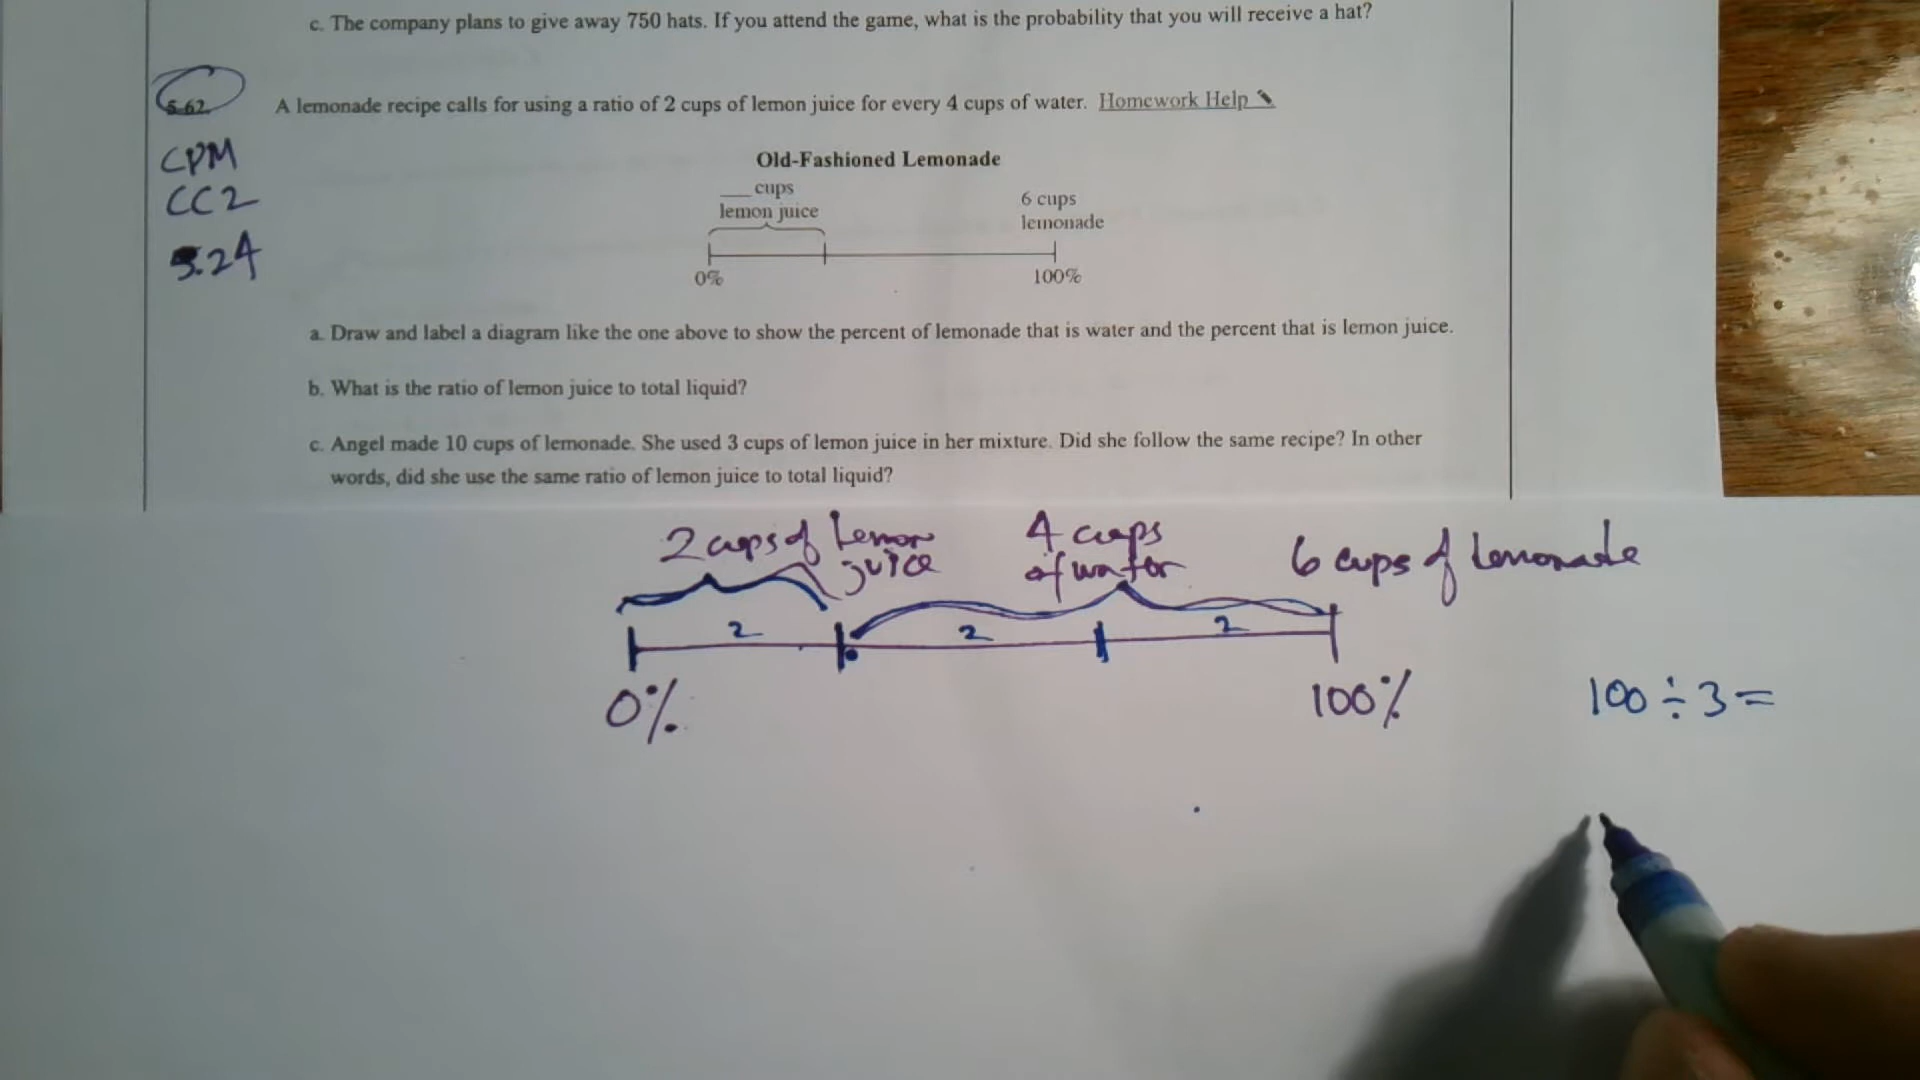 c. The company plans to give away 750 hats. If you attend the game, what is the probability that you will receive a hat?
5-62
A lemonade recipe calls for using a ratio of 2 cups of lemon juice for every 4 cups of water. Homework Help
CPM
CC2
5.24
Old-Fashioned Lemonade
___ cups
lemon juice
6 cups
lemonade
0%
100%
a. Draw and label a diagram like the one above to show the percent of lemonade that is water and the percent that is lemon juice.
b. What is the ratio of lemon juice to total liquid?
c. Angel made 10 cups of lemonade. She used 3 cups of lemon juice in her mixture. Did she follow the same recipe? In other
words, did she use the same ratio of lemon juice to total liquid?
2 cups of Lemon
juice
4 cups
of water
6 cups of lemonade
2
2
2
0%
100%
100 ÷ 3 =